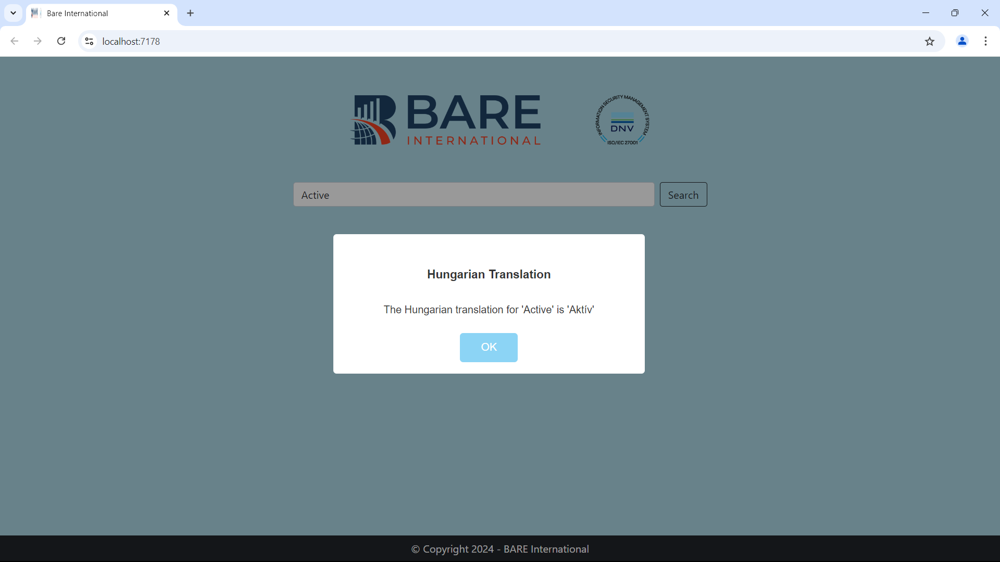 Bare International
localhost:7178
BARE
INTERNATIONAL
INFORMATION SECURITY MANAGEMENT SYSTEM
DNV
ISO/IEC 27001
Active
Search
Hungarian Translation
The Hungarian translation for 'Active' is 'Aktív'
OK
© Copyright 2024 - BARE International